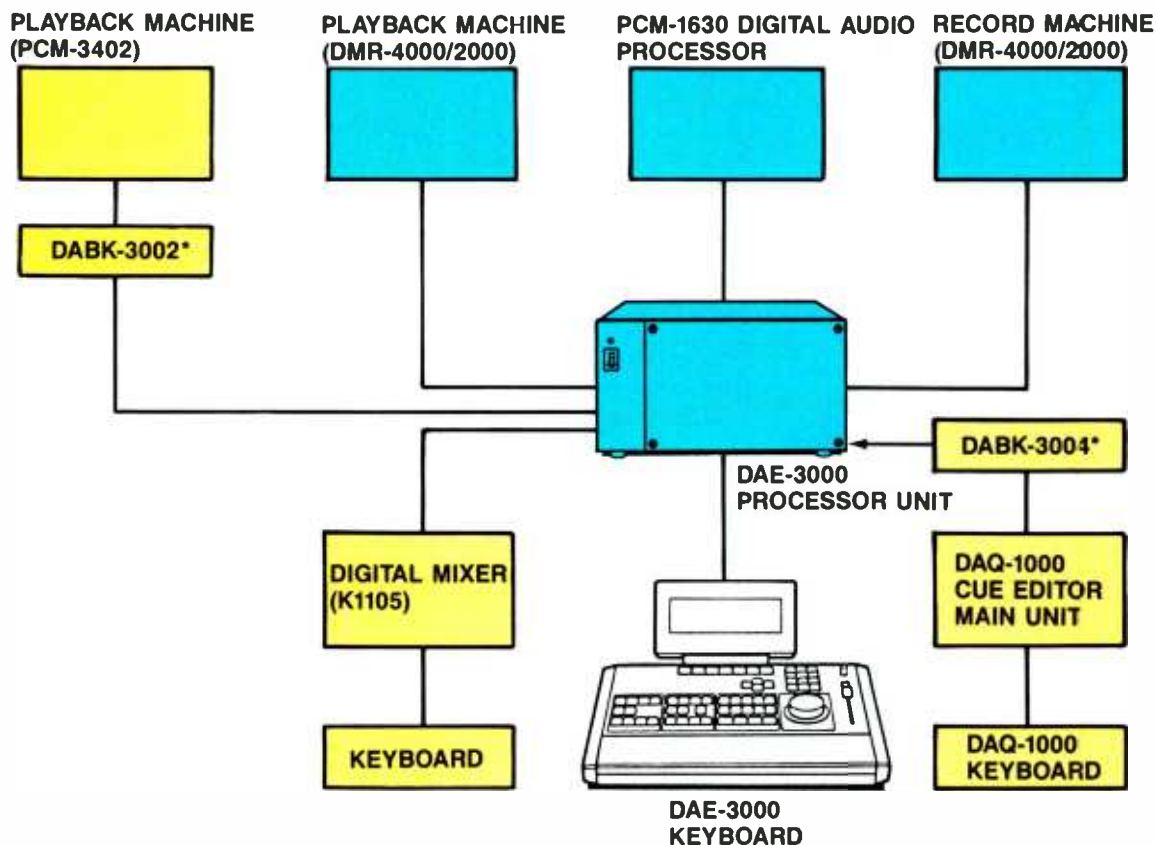 PLAYBACK MACHINE
(PCM-3402)
PLAYBACK MACHINE
(DMR-4000/2000)
PCM-1630 DIGITAL AUDIO
PROCESSOR
RECORD MACHINE
(DMR-4000/2000)
DABK-3002*
DABK-3004*
DAE-3000
PROCESSOR UNIT
DIGITAL MIXER
(K1105)
DAQ-1000
CUE EDITOR
MAIN UNIT
KEYBOARD
DAQ-1000
KEYBOARD
DAE-3000
KEYBOARD